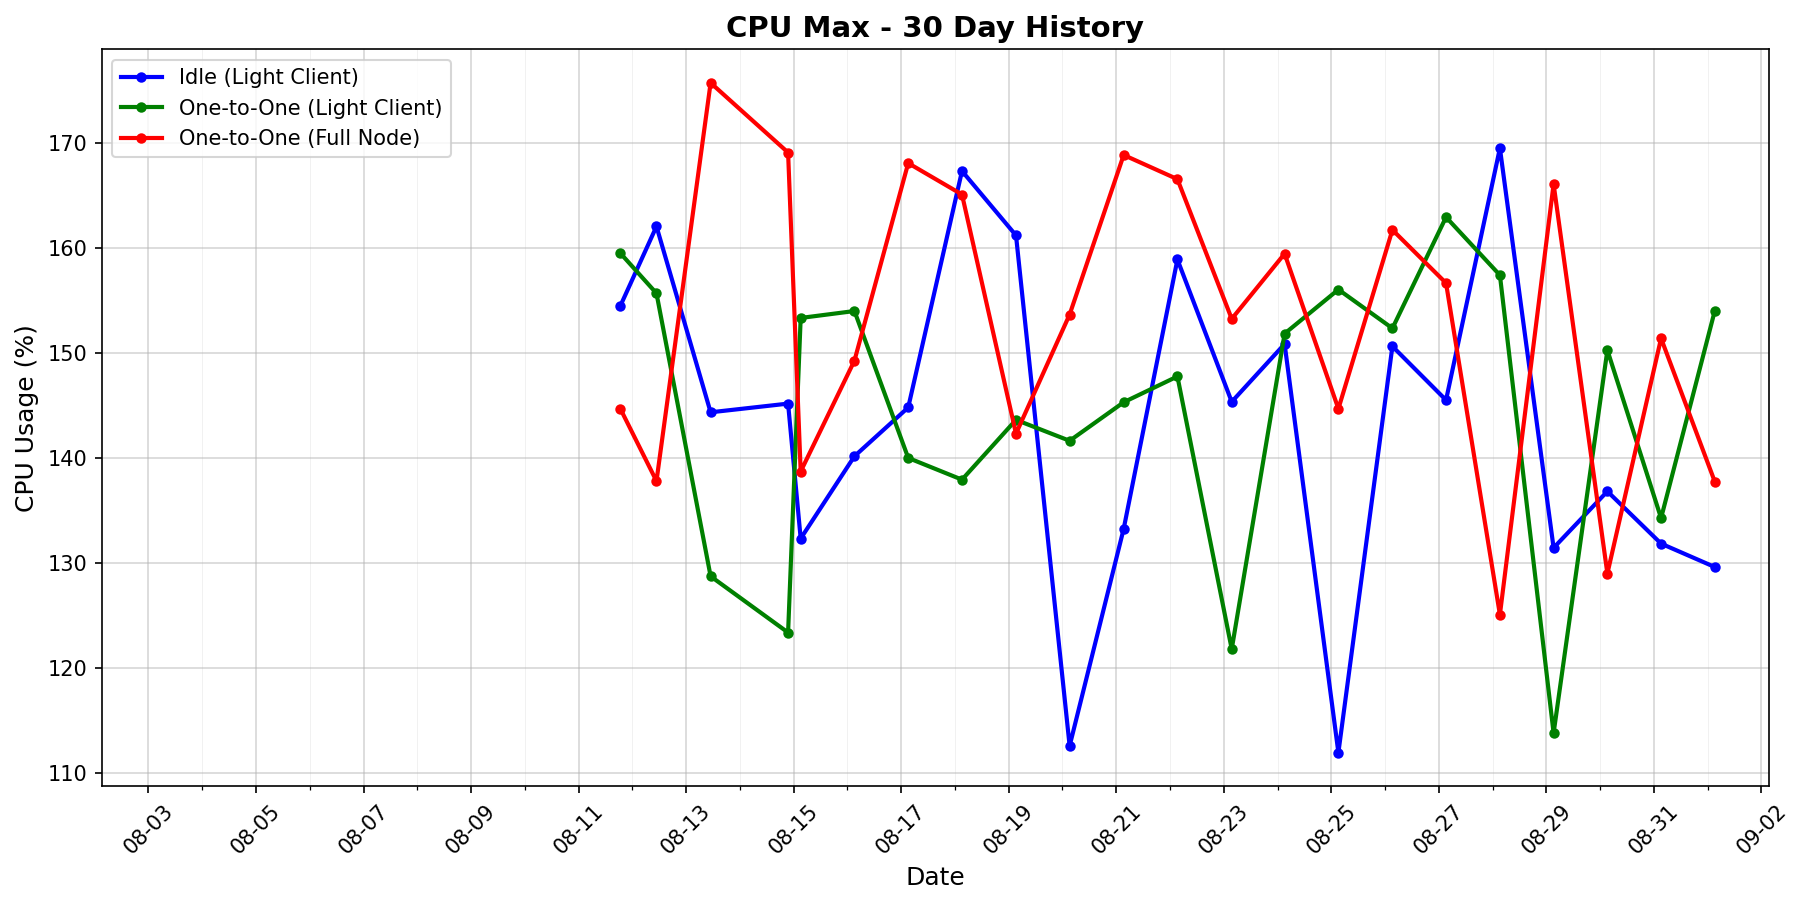 CPU Max - 30 Day History
Idle (Light Client)
One-to-One (Light Client)
One-to-One (Full Node)
CPU Usage (%)
170
160
150
140
130
120
110
08-03 08-05 08-07 08-09 08-11 08-13 08-15 08-17 08-19 08-21 08-23 08-25 08-27 08-29 08-31 09-02
Date